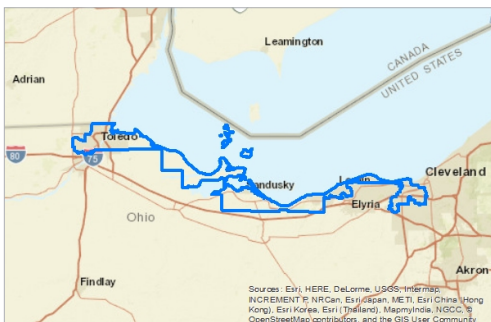 Leamington
CANADA
UNITED STATES
Adrian
Toledo
80
75
Cleveland
Elyria
Ohio
Akron
Findlay
Sources: Esri, HERE, DeLorme, USGS, Intermap,
INCREMENT P, NRCan, Esri Japan, METI, Esri China (Hong
Kong), Esri Korea, Esri (Thailand), MapmyIndia, NGCC, ©
OpenStreetMap contributors, and the GIS User Community